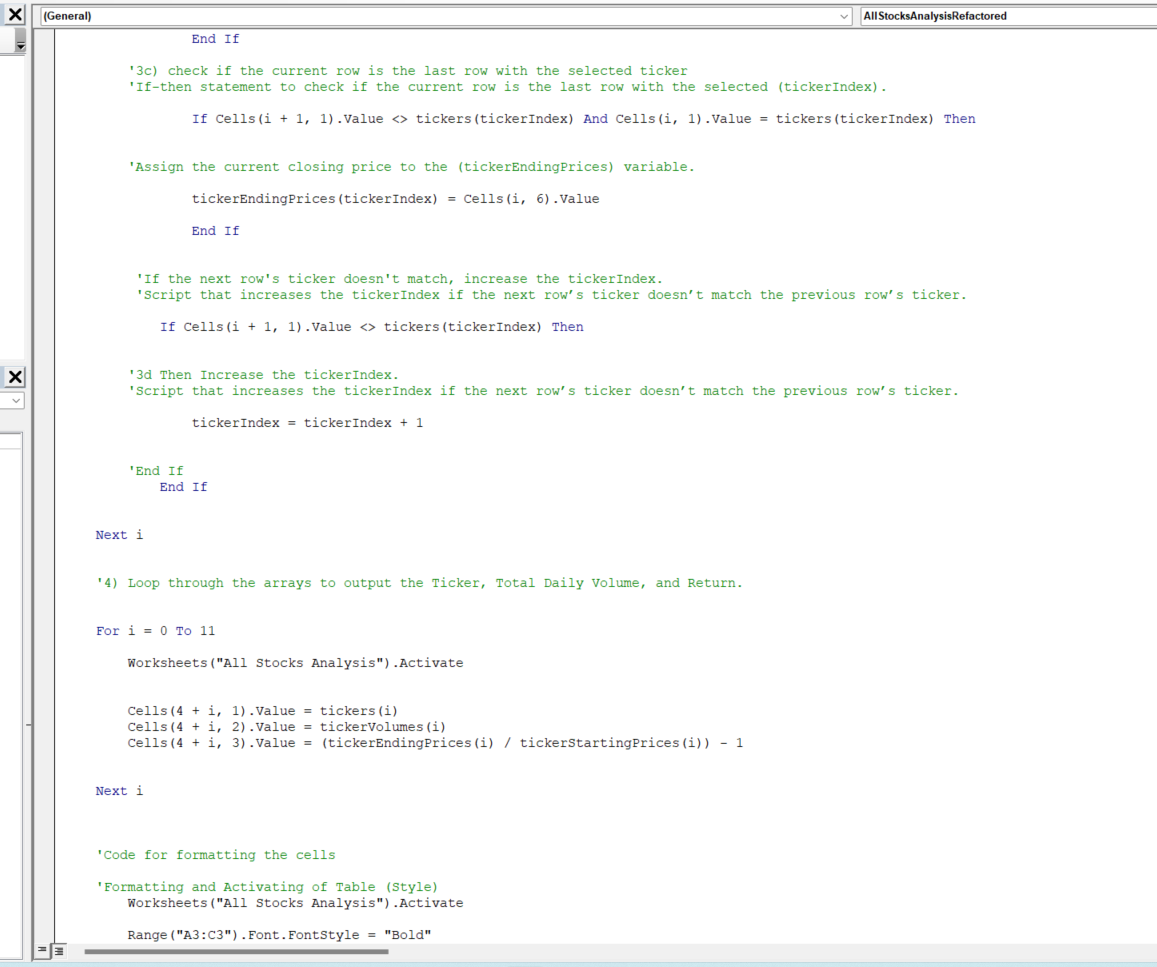 (General)
AllStocksAnalysisRefactored
End If
'3c) check if the current row is the last row with the selected ticker
'If-then statement to check if the current row is the last row with the selected (tickerIndex).
If Cells(i + 1, 1).Value <> tickers(tickerIndex) And Cells(i, 1).Value = tickers(tickerIndex) Then
'Assign the current closing price to the (tickerEndingPrices) variable.
tickerEndingPrices(tickerIndex) = Cells(i, 6).Value
End If
'If the next row's ticker doesn't match, increase the tickerIndex.
'Script that increases the tickerIndex if the next row’s ticker doesn’t match the previous row’s ticker.
If Cells(i + 1, 1).Value <> tickers(tickerIndex) Then
'3d Then Increase the tickerIndex.
'Script that increases the tickerIndex if the next row’s ticker doesn’t match the previous row’s ticker.
tickerIndex = tickerIndex + 1
'End If
End If
Next i
'4) Loop through the arrays to output the Ticker, Total Daily Volume, and Return.
For i = 0 To 11
Worksheets("All Stocks Analysis").Activate
Cells(4 + i, 1).Value = tickers(i)
Cells(4 + i, 2).Value = tickerVolumes(i)
Cells(4 + i, 3).Value = (tickerEndingPrices(i) / tickerStartingPrices(i)) - 1
Next i
'Code for formatting the cells
'Formatting and Activating of Table (Style)
Worksheets("All Stocks Analysis").Activate
Range("A3:C3").Font.FontStyle = "Bold"